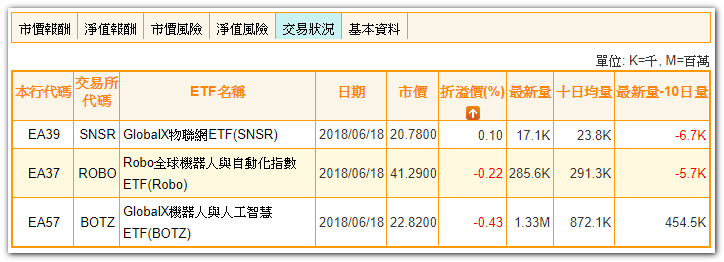 市價報酬 淨值報酬 市價風險 淨值風險 交易狀況 基本資料
單位: K=千, M=百萬
本行代碼 交易所代碼 ETF名稱 日期 市價 折溢價(%) 最新量 十日均量 最新量-10日量
EA39 SNSR GlobalX物聯網ETF(SNSR) 2018/06/18 20.7800 0.10 17.1K 23.8K -6.7K
EA37 ROBO Robo全球機器人與自動化指數
ETF(Robo) 2018/06/18 41.2900 -0.22 285.6K 291.3K -5.7K
EA57 BOTZ GlobalX機器人與人工智慧
ETF(BOTZ) 2018/06/18 22.8200 -0.43 1.33M 872.1K 454.5K